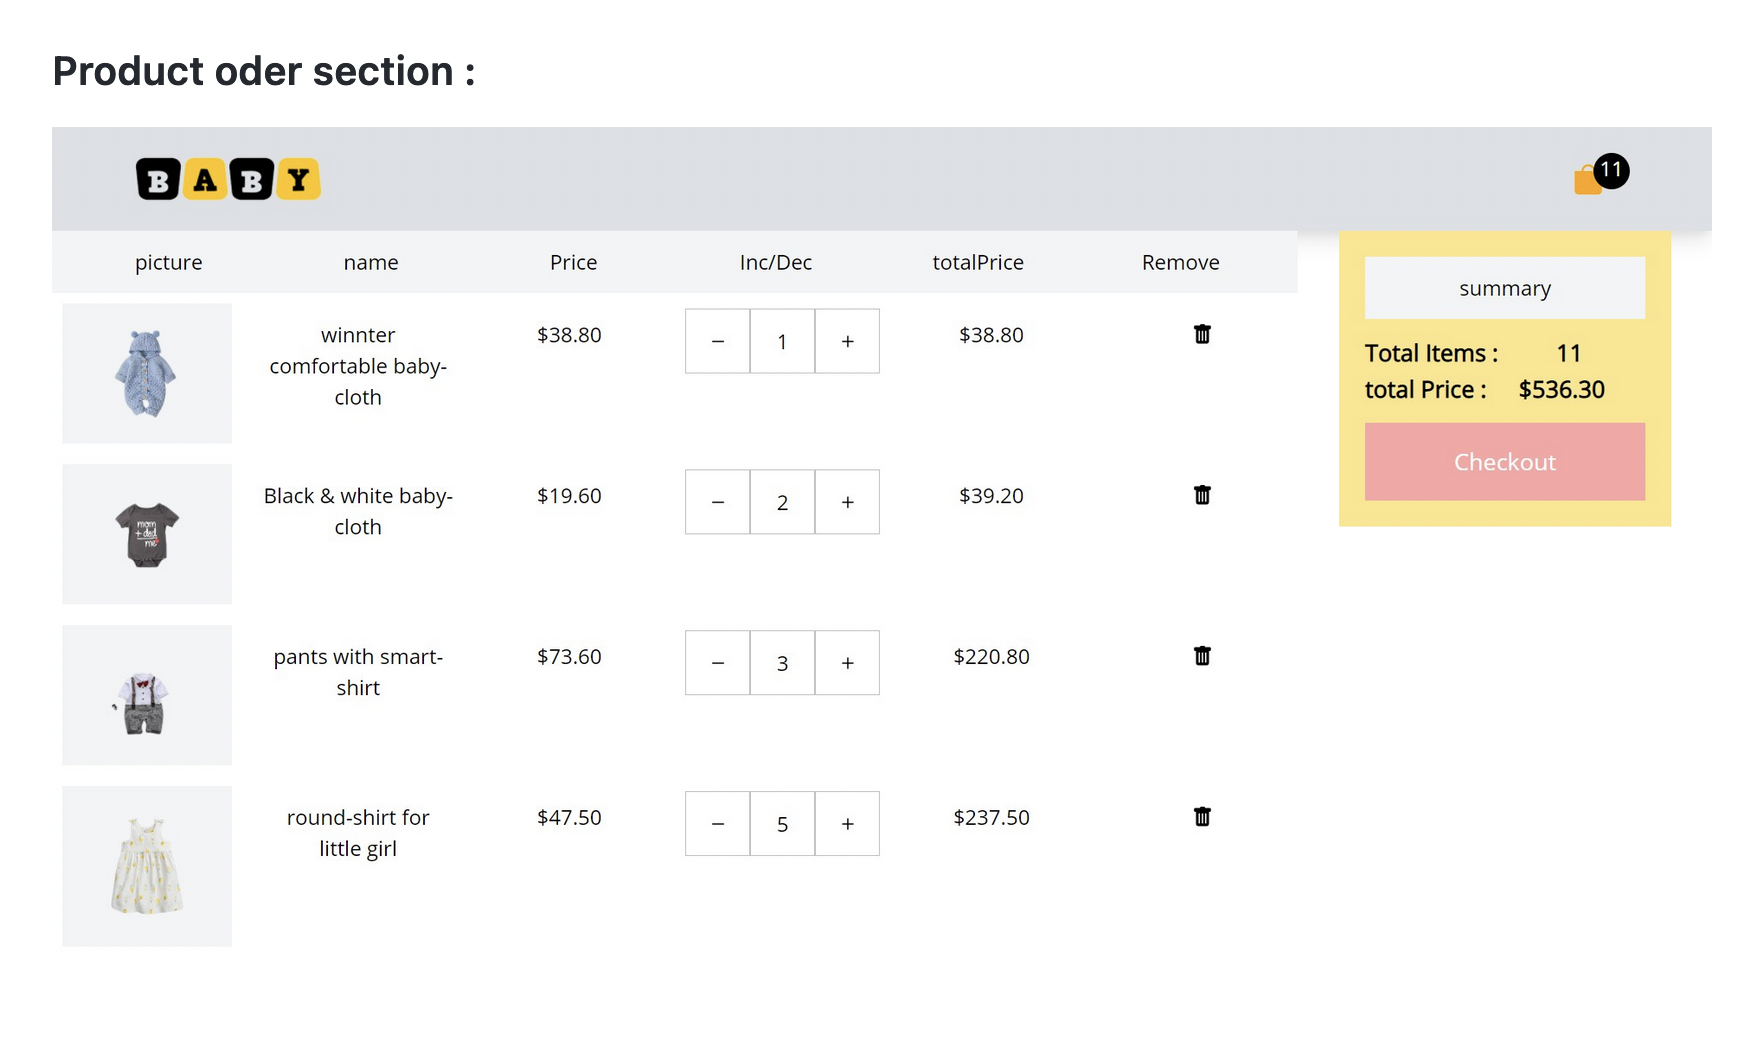 Product oder section :
BABY
11
picture name Price Inc/Dec totalPrice Remove
winnter
comfortable baby-
cloth
$38.80
− 1 +
$38.80
mom
+ dad
me
Black & white baby-
cloth
$19.60
− 2 +
$39.20
pants with smart-
shirt
$73.60
− 3 +
$220.80
round-shirt for
little girl
$47.50
− 5 +
$237.50
summary
Total Items : 11
total Price : $536.30
Checkout